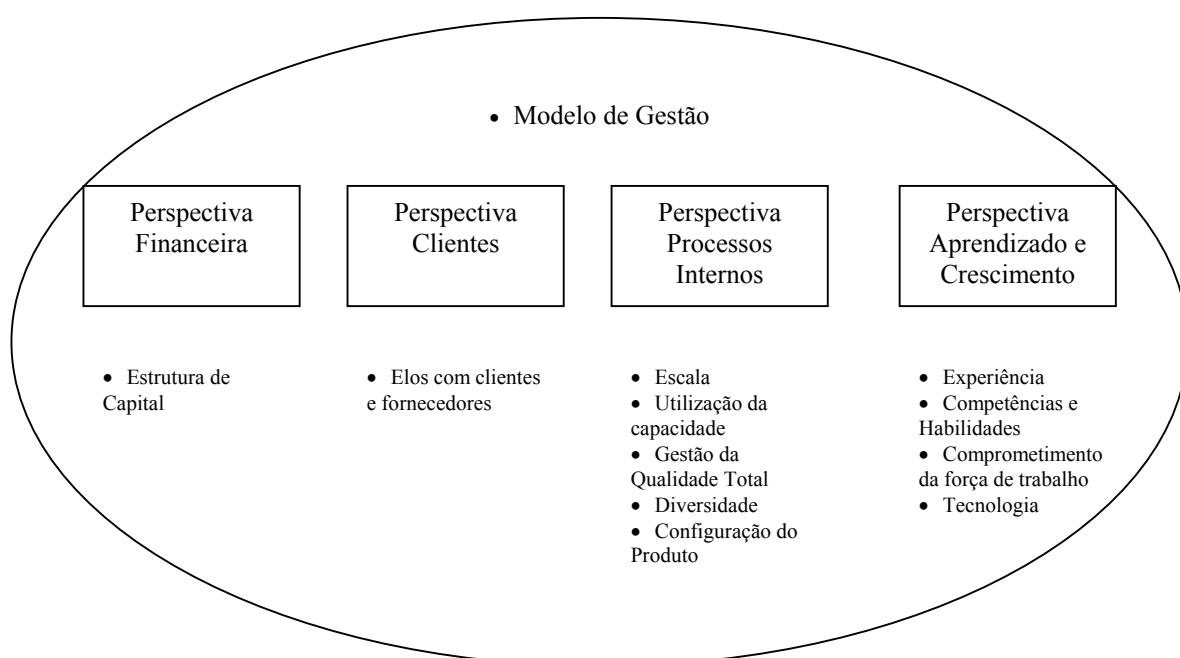 • Modelo de Gestão
Perspectiva
Financeira
Perspectiva
Clientes
Perspectiva
Processos
Internos
Perspectiva
Aprendizado e
Crescimento
• Estrutura de
Capital
• Elos com clientes
e fornecedores
• Escala
• Utilização da
capacidade
• Gestão da
Qualidade Total
• Diversidade
• Configuração do
Produto
• Experiência
• Competências e
Habilidades
• Comprometimento
da força de trabalho
• Tecnologia